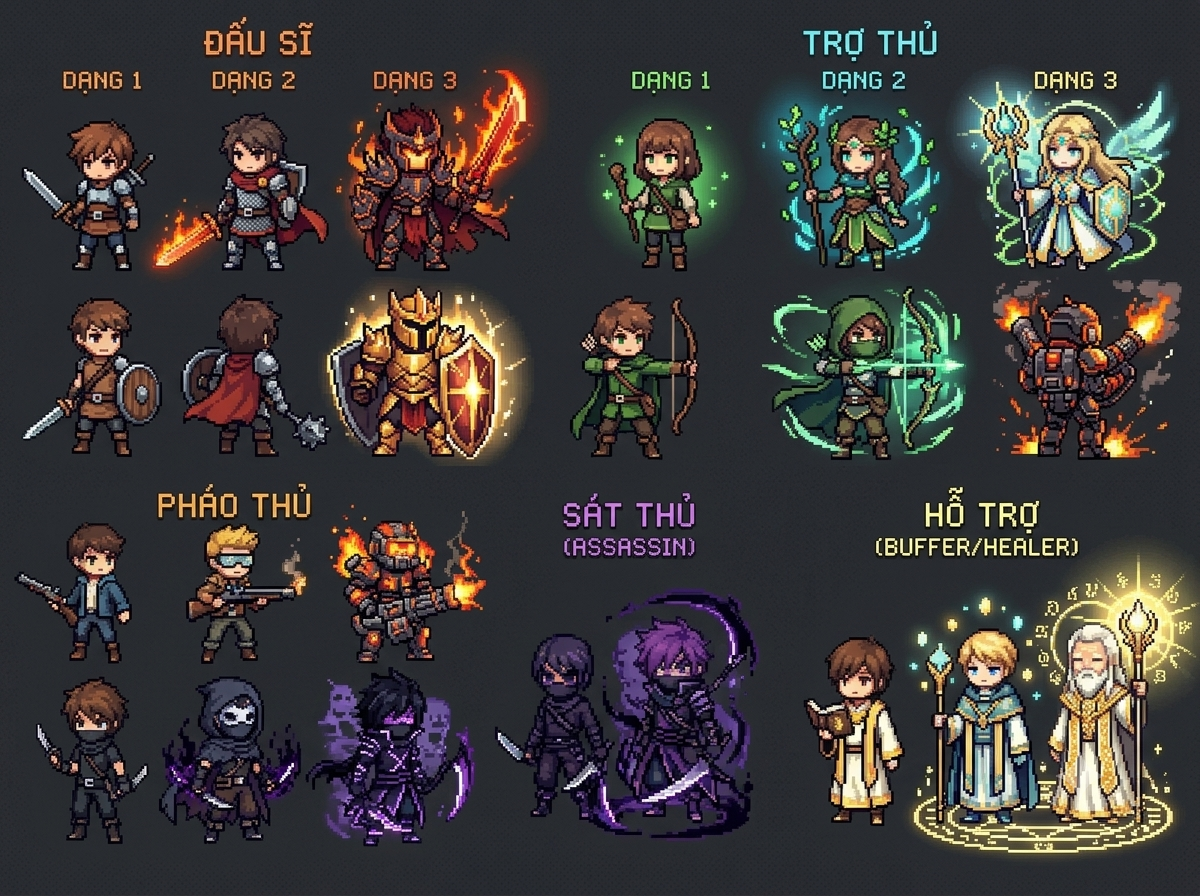 ĐẤU SĨ
DẠNG 1
DẠNG 2
DẠNG 3
TRỢ THỦ
DẠNG 1
DẠNG 2
DẠNG 3
PHÁO THỦ
SÁT THỦ
(ASSASSIN)
HỖ TRỢ
(BUFFER/HEALER)